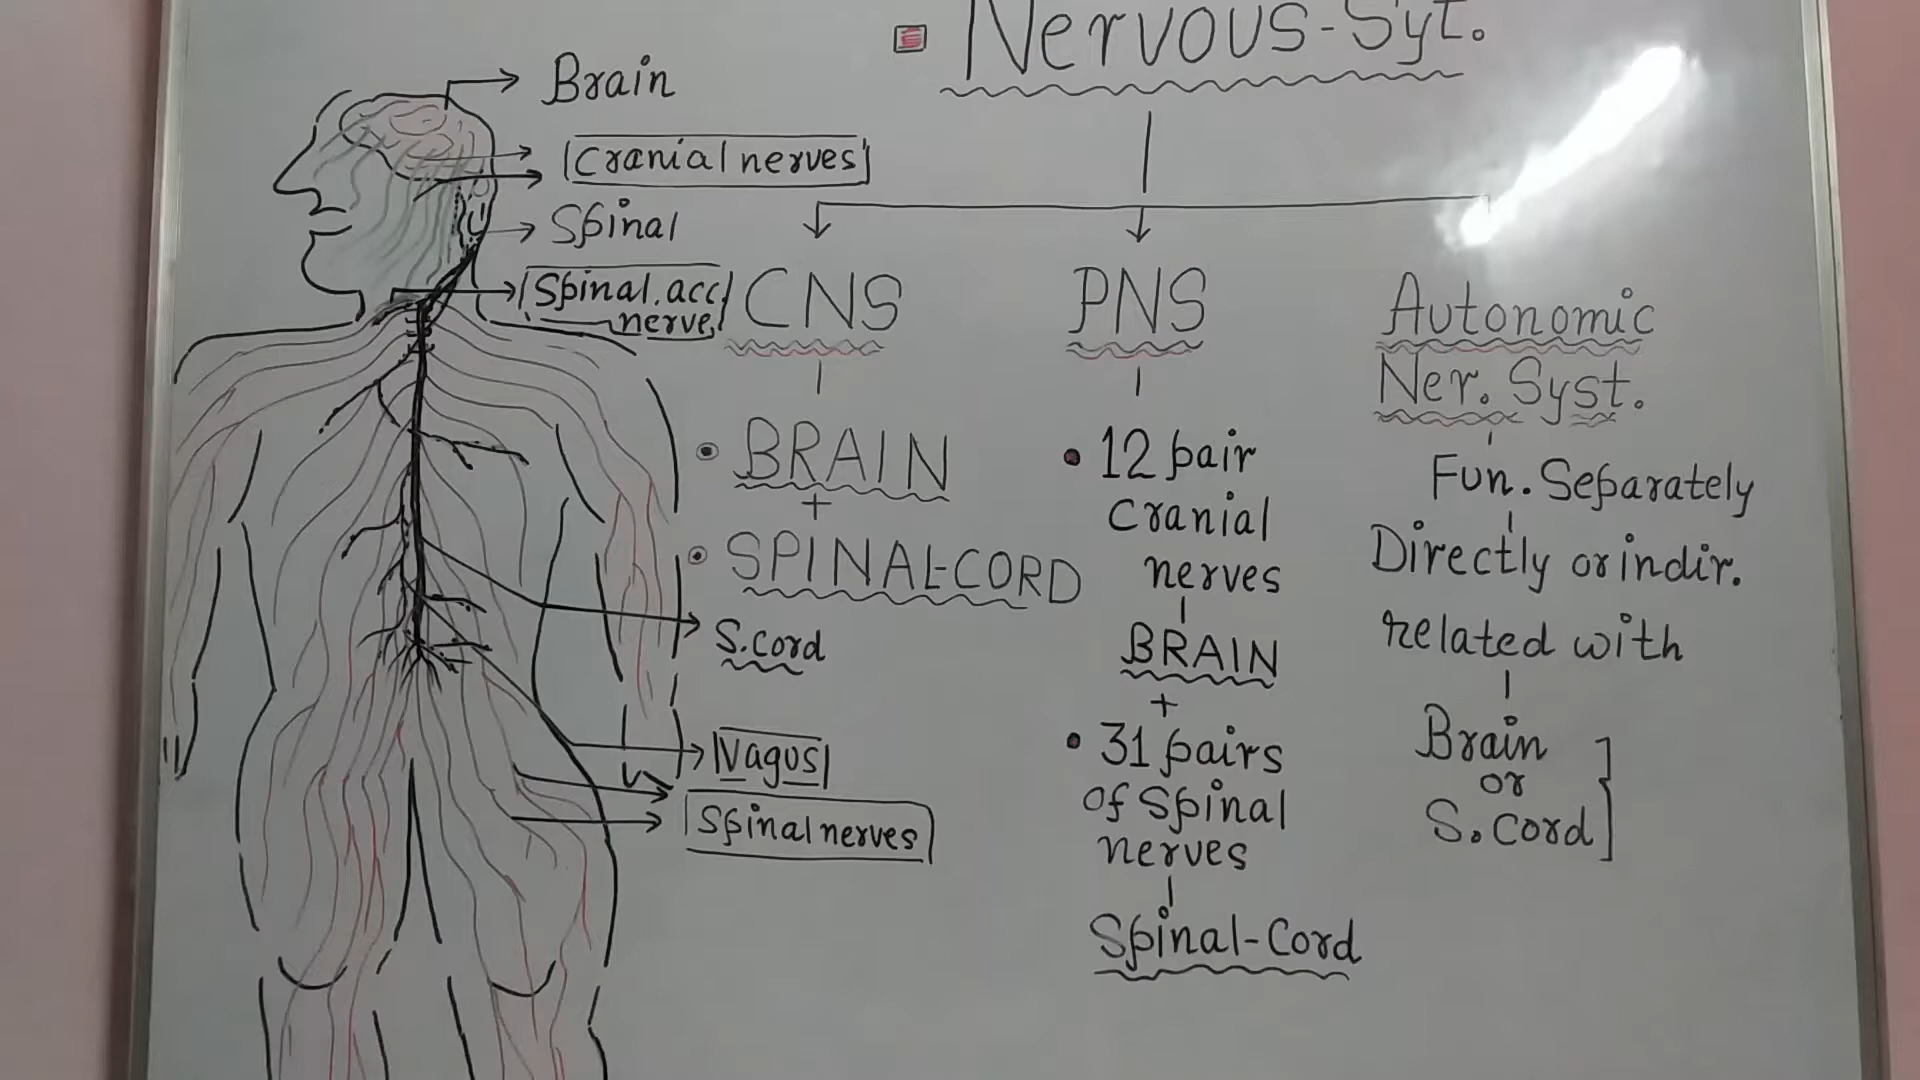 Nervous-Syt.
Brain
Cranial nerves
Spinal
Spinal.acc
nerve
S.Cord
Vagus
Spinal nerves
CNS
BRAIN
+
SPINAL-CORD
PNS
12 pair
Cranial
nerves
BRAIN
+
31 pairs
of Spinal
nerves
Spinal-Cord
Autonomic
Ner. Syst.
Fun. Separately
Directly or indir.
related with
Brain
or
S. Cord